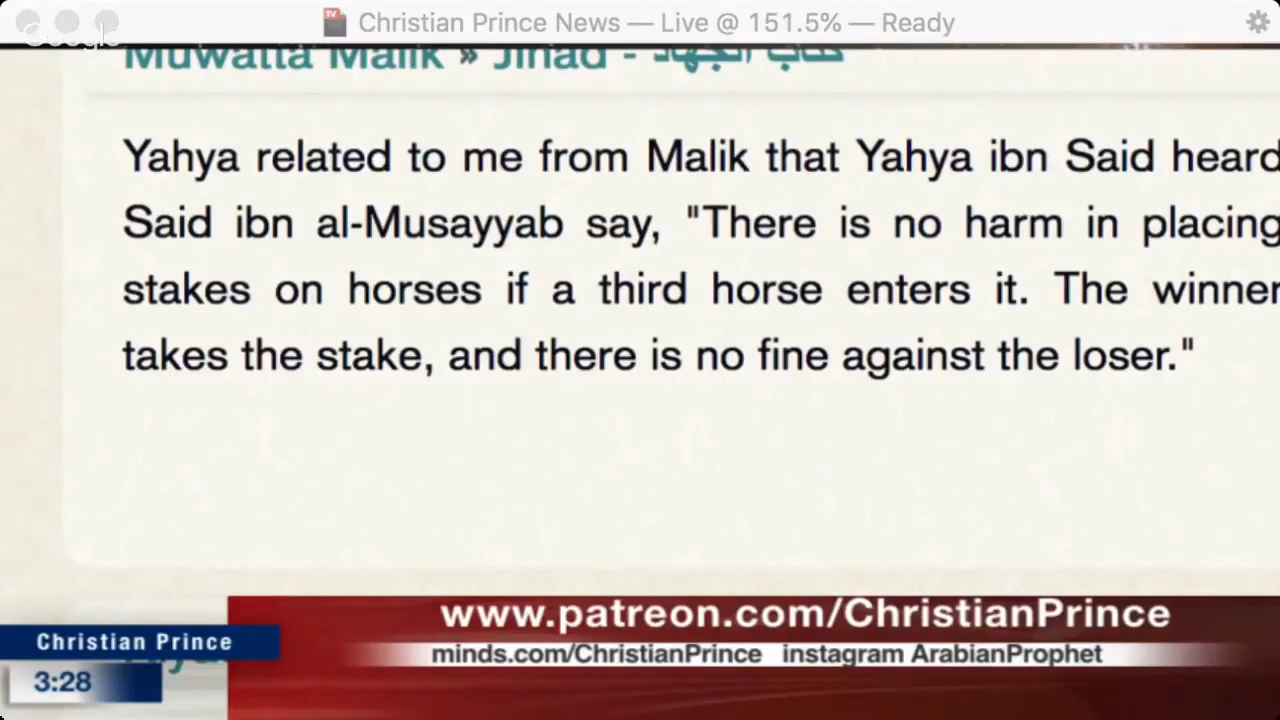 Christian Prince News — Live @ 151.5% — Ready
Google
Muwatta Malik » Jihad - كتاب الجهاد
Yahya related to me from Malik that Yahya ibn Said heard
Said ibn al-Musayyab say, "There is no harm in placing
stakes on horses if a third horse enters it. The winner
takes the stake, and there is no fine against the loser."
www.patreon.com/ChristianPrince
Christian Prince
minds.com/ChristianPrince instagram ArabianProphet
3:28